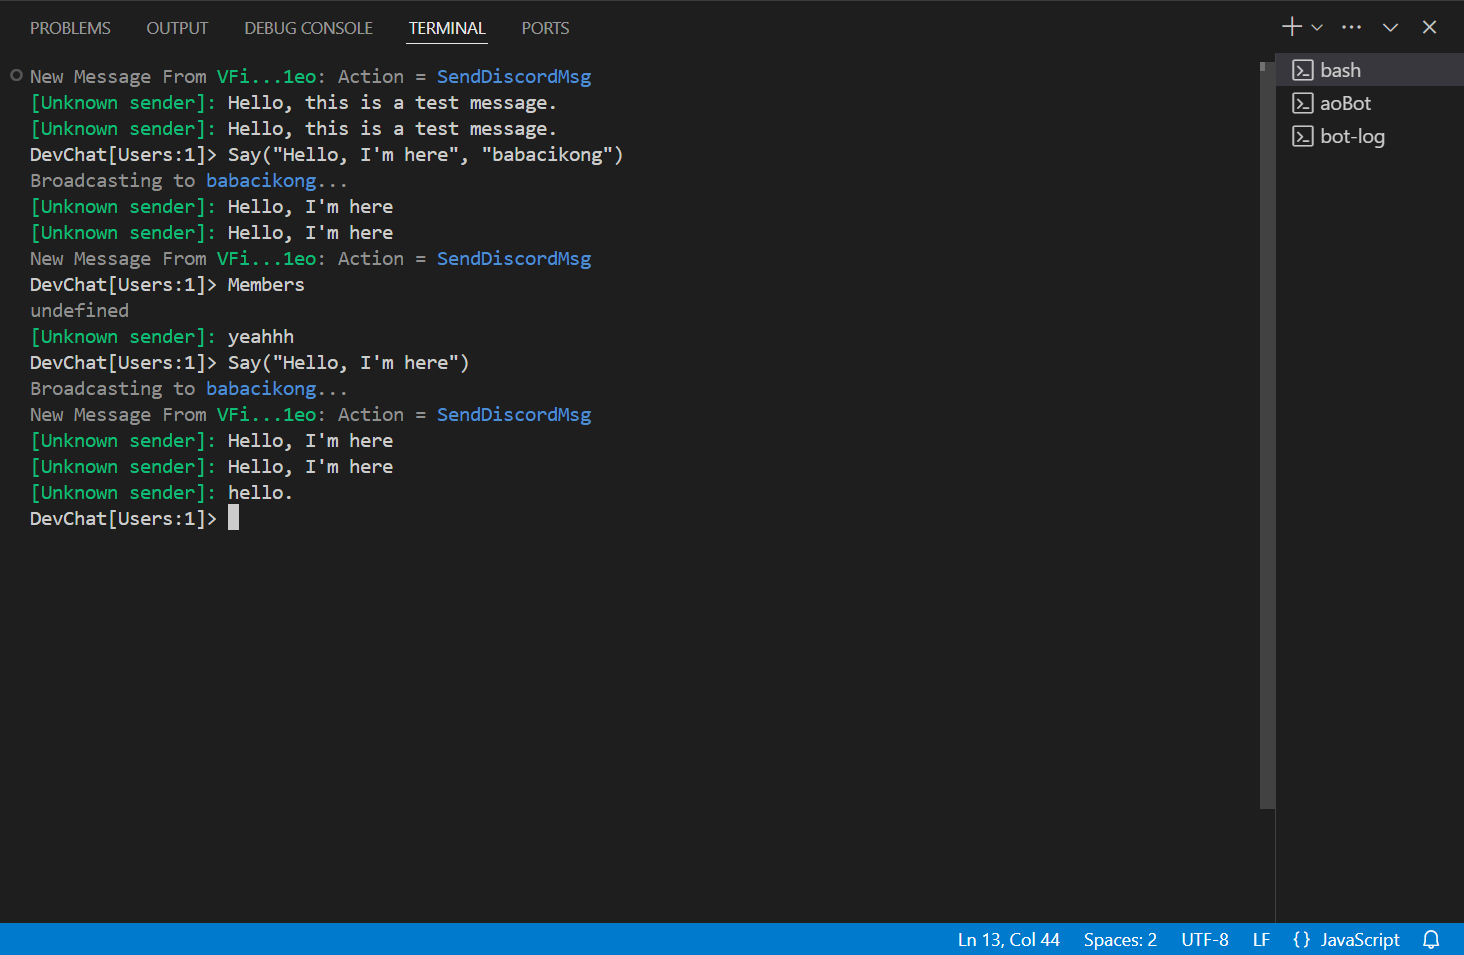 PROBLEMS OUTPUT DEBUG CONSOLE TERMINAL PORTS
New Message From VFi...1eo: Action = SendDiscordMsg
[Unknown sender]: Hello, this is a test message.
[Unknown sender]: Hello, this is a test message.
DevChat[Users:1]> Say("Hello, I'm here", "babacikong")
Broadcasting to babacikong...
[Unknown sender]: Hello, I'm here
[Unknown sender]: Hello, I'm here
New Message From VFi...1eo: Action = SendDiscordMsg
DevChat[Users:1]> Members
undefined
[Unknown sender]: yeahhh
DevChat[Users:1]> Say("Hello, I'm here")
Broadcasting to babacikong...
New Message From VFi...1eo: Action = SendDiscordMsg
[Unknown sender]: Hello, I'm here
[Unknown sender]: Hello, I'm here
[Unknown sender]: hello.
DevChat[Users:1]>
bash
aoBot
bot-log
Ln 13, Col 44 Spaces: 2 UTF-8 LF {} JavaScript